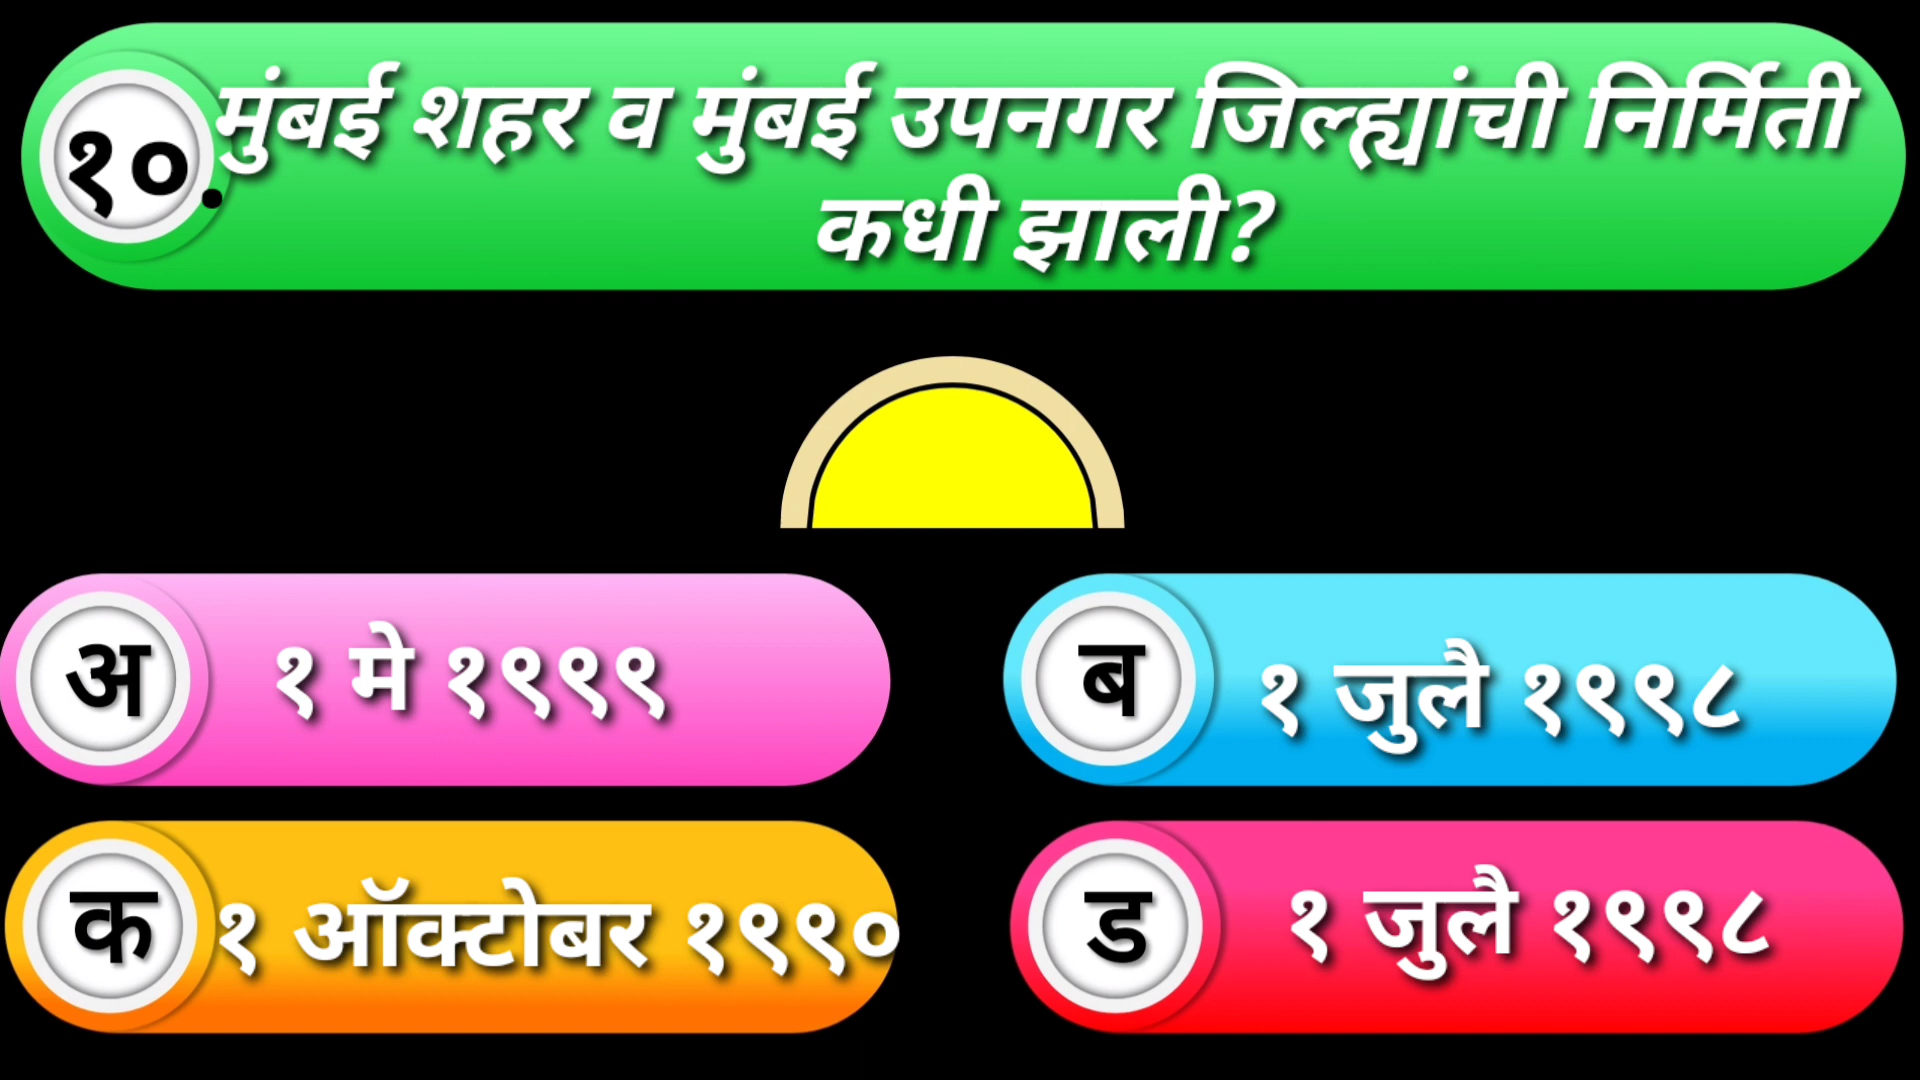 १०.
मुंबई शहर व मुंबई उपनगर जिल्ह्यांची निर्मिती
कधी झाली?
अ १ मे १९९९
ब १ जुलै १९९८
क १ ऑक्टोबर १९९०
ड १ जुलै १९९८